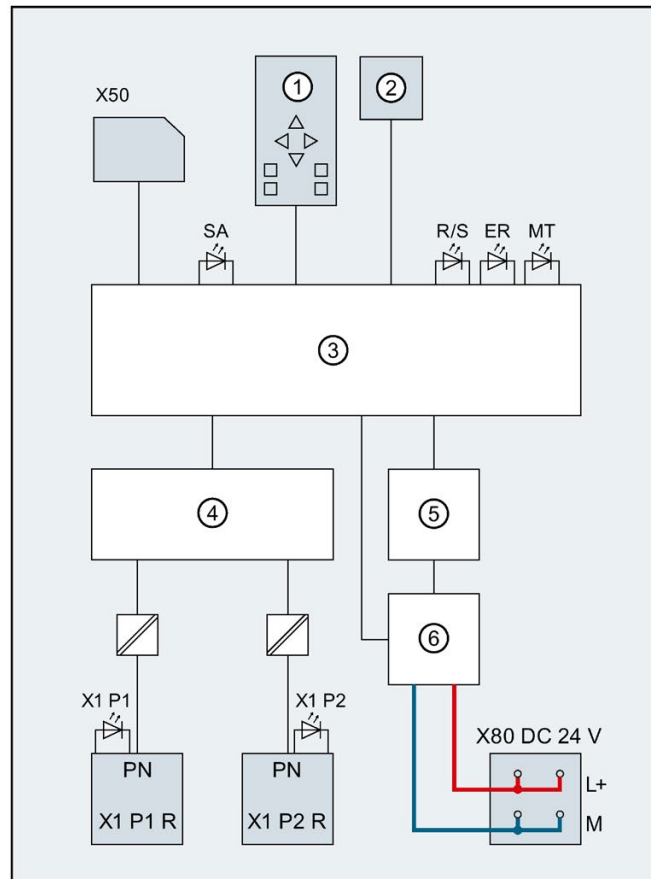 ①
②
X50
SA
R/S ER MT
③
④
⑤
⑥
X1 P1
X1 P2
X80 DC 24 V
PN
PN
L+
X1 P1 R
X1 P2 R
M